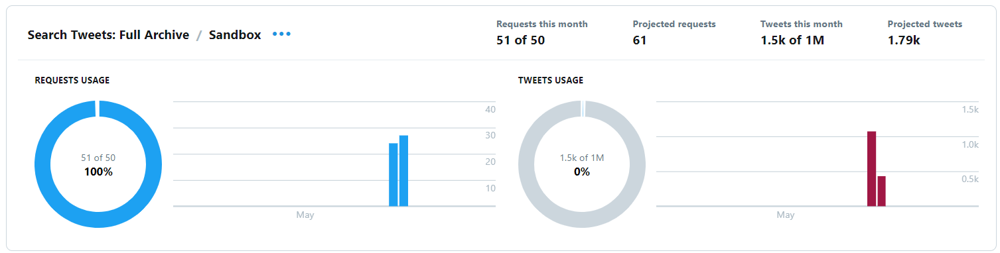 Search Tweets: Full Archive / Sandbox •••
Requests this month
51 of 50
Projected requests
61
Tweets this month
1.5k of 1M
Projected tweets
1.79k
REQUESTS USAGE
51 of 50
100%
40
30
20
10
May
TWEETS USAGE
1.5k of 1M
0%
1.5k
1.0k
0.5k
May